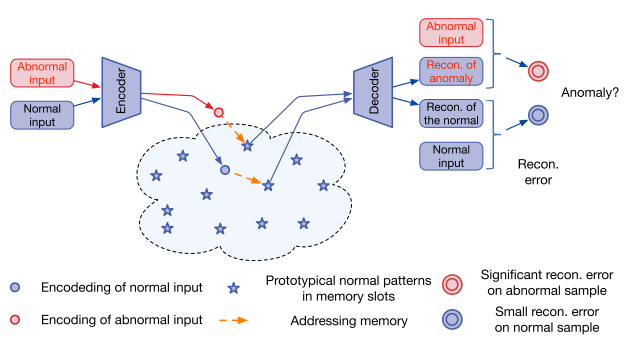 Abnormal
input
Normal
input
Encoder
Decoder
Abnormal
input
Recon. of
anomaly
Recon. of
the normal
Normal
input
Anomaly?
Recon.
error
Encodeding of normal input
Prototypical normal patterns
in memory slots
Significant recon. error
on abnormal sample
Encoding of abnormal input
Addressing memory
Small recon. error
on normal sample